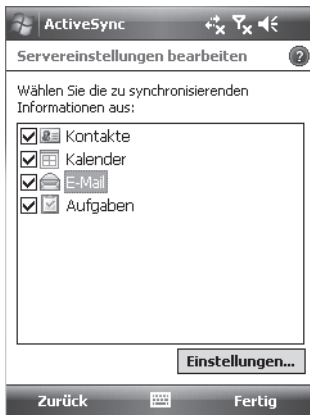 ActiveSync
Servereinstellungen bearbeiten
Wählen Sie die zu synchronisierenden
Informationen aus:
Kontakte
Kalender
E-Mail
Aufgaben
Einstellungen...
Zurück Fertig